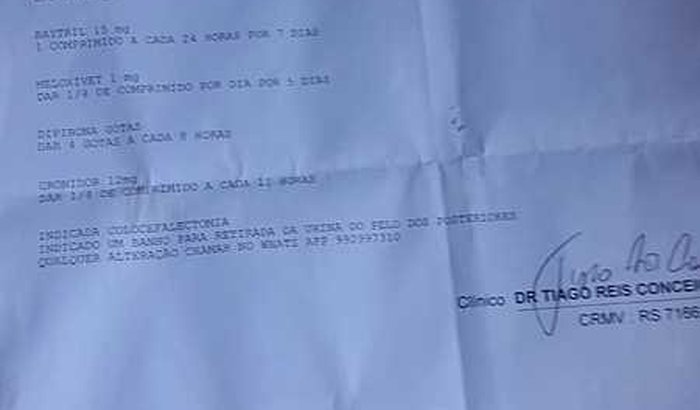 BAYTRIL 15 mg
1 COMPRIMIDO A CADA 24 HORAS POR 7 DIAS
MELOXIVET 1 mg
DAR 1/4 DE COMPRIMIDO POR DIA POR DIAS
DIPIRONA GOTAS
DAR 4 GOTAS A CADA 8 HORAS
CRONIDOR 12mg
DAR 1/4 DE COMPRIMIDO A CADA 12 HORAS
INDICADA COLOCEFALECTOMIA
INDICADO UM BANHO PARA RETIRADA DA URINA DO PELO DOS POSTERIORES
QUALQUER ALTERAÇÃO CHAMAR NO WHATS APP
Clínico DR TIAGO REIS CONCEI
CRMV : RS 7186